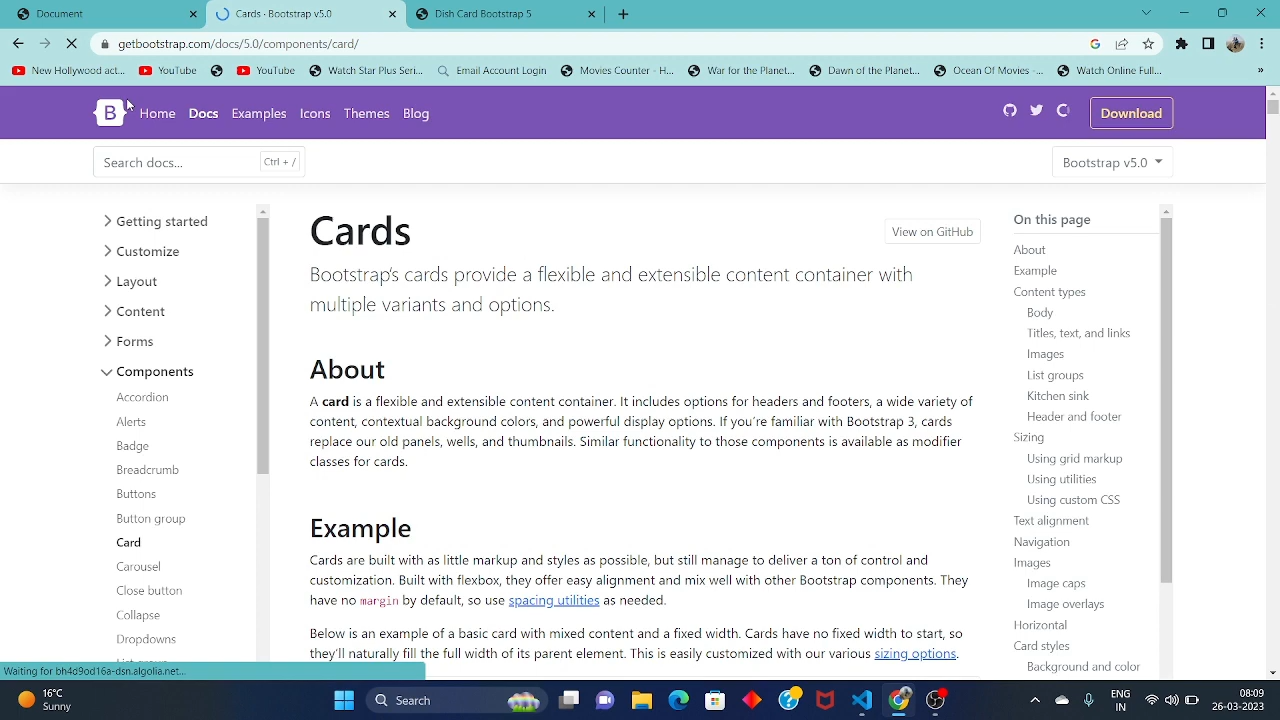 Document
Cards · Bootstrap v5.0
Dish Card Bootstrap 5
getbootstrap.com/docs/5.0/components/card/
New Hollywood act...
YouTube
YouTube
Watch Star Plus Seri...
Email Account Login
Movies Counter - H...
War for the Planet...
Dawn of the Planet...
Ocean Of Movies -...
Watch Online Full...
»
B
Home
Docs
Examples
Icons
Themes
Blog
Download
Search docs...
Ctrl + /
Bootstrap v5.0
Getting started
Customize
Layout
Content
Forms
Components
Accordion
Alerts
Badge
Breadcrumb
Buttons
Button group
Card
Carousel
Close button
Collapse
Dropdowns
List group
Cards
View on GitHub
Bootstrap's cards provide a flexible and extensible content container with
multiple variants and options.
About
A card is a flexible and extensible content container. It includes options for headers and footers, a wide variety of
content, contextual background colors, and powerful display options. If you're familiar with Bootstrap 3, cards
replace our old panels, wells, and thumbnails. Similar functionality to those components is available as modifier
classes for cards.
Example
Cards are built with as little markup and styles as possible, but still manage to deliver a ton of control and
customization. Built with flexbox, they offer easy alignment and mix well with other Bootstrap components. They
have no margin by default, so use spacing utilities as needed.
Below is an example of a basic card with mixed content and a fixed width. Cards have no fixed width to start, so
they'll naturally fill the full width of its parent element. This is easily customized with our various sizing options.
On this page
About
Example
Content types
Body
Titles, text, and links
Images
List groups
Kitchen sink
Header and footer
Sizing
Using grid markup
Using utilities
Using custom CSS
Text alignment
Navigation
Images
Image caps
Image overlays
Horizontal
Card styles
Background and color
Waiting for bh4d9od16a-dsn.algolia.net...
16°C
Sunny
Search
ENG
IN
08:09
26-03-2023